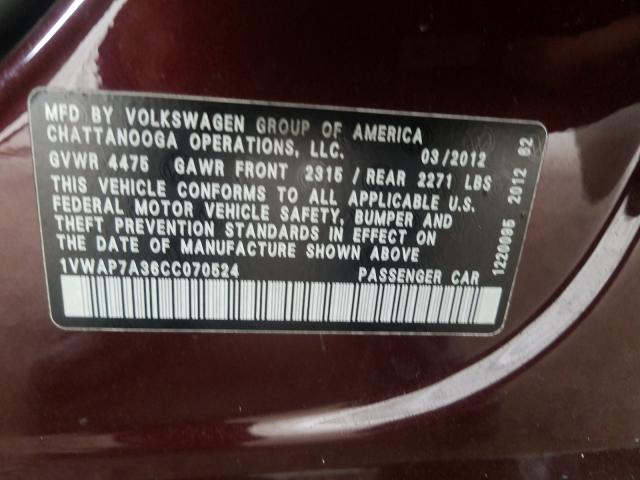 MFD BY VOLKSWAGEN GROUP OF AMERICA
CHATTANOOGA OPERATIONS, LLC. 03/2012
GVWR 4475 GAWR FRONT 2315 / REAR 2271 LBS
THIS VEHICLE CONFORMS TO ALL APPLICABLE U.S.
FEDERAL MOTOR VEHICLE SAFETY, BUMPER AND
THEFT PREVENTION STANDARDS IN EFFECT ON
THE DATE OF MANUFACTURE SHOWN ABOVE
1VWAP7A36CC070524 PASSENGER CAR
1220095 2012 62